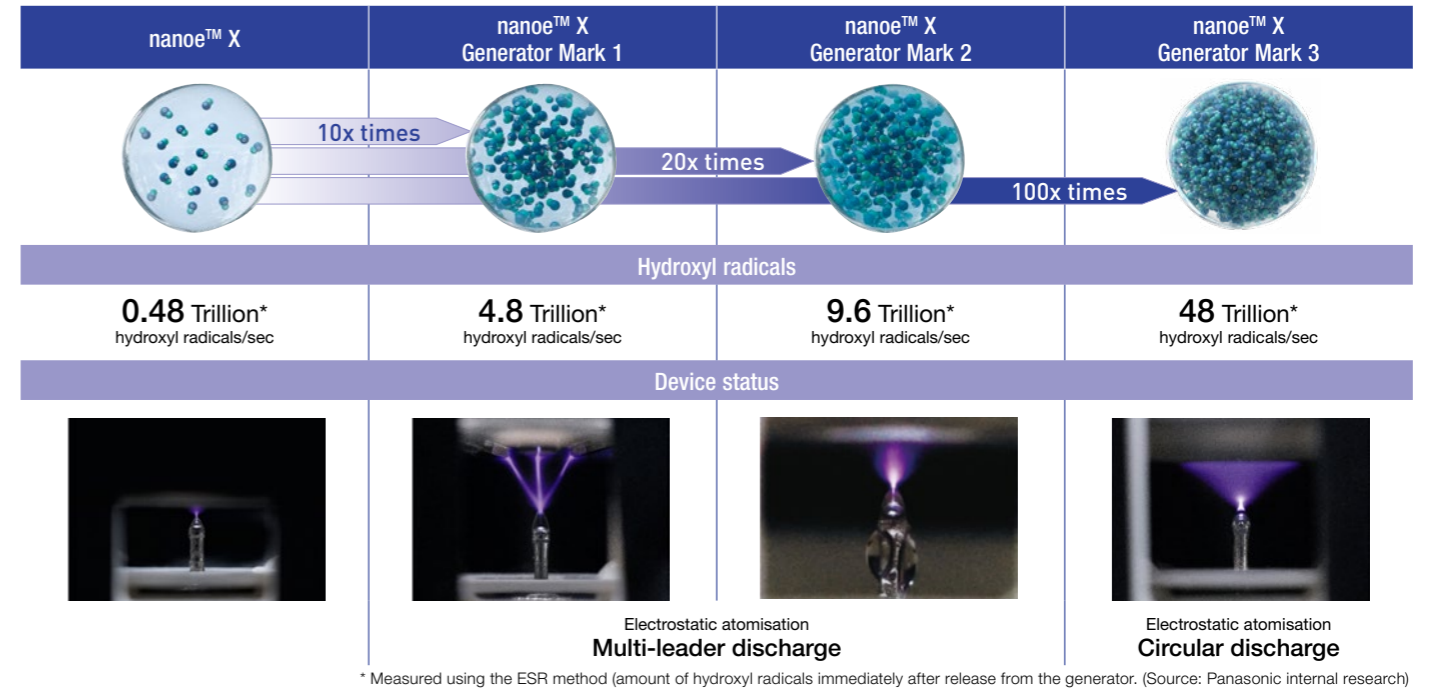 nanoe™ X
nanoe™ X
Generator Mark 1
nanoe™ X
Generator Mark 2
nanoe™ X
Generator Mark 3
10x times
20x times
100x times
Hydroxyl radicals
0.48 Trillion*
hydroxyl radicals/sec
4.8 Trillion*
hydroxyl radicals/sec
9.6 Trillion*
hydroxyl radicals/sec
48 Trillion*
hydroxyl radicals/sec
Device status
Electrostatic atomisation
Multi-leader discharge
Electrostatic atomisation
Circular discharge
* Measured using the ESR method (amount of hydroxyl radicals immediately after release from the generator. (Source: Panasonic internal research)